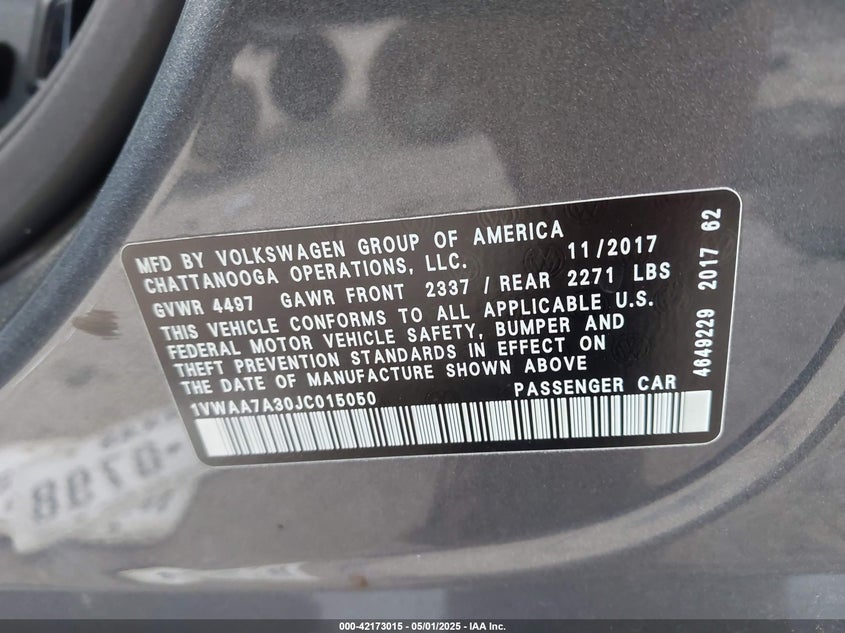 MFD BY VOLKSWAGEN GROUP OF AMERICA
CHATTANOOGA OPERATIONS, LLC. 11/2017
GVWR 4497 GAWR FRONT 2337 / REAR 2271 LBS
THIS VEHICLE CONFORMS TO ALL APPLICABLE U.S.
FEDERAL MOTOR VEHICLE SAFETY, BUMPER AND
THEFT PREVENTION STANDARDS IN EFFECT ON
THE DATE OF MANUFACTURE SHOWN ABOVE
1VWAA7A30JC015050 PASSENGER CAR
4649229 2017 62
000-42173015 - 05/01/2025 - IAA Inc.